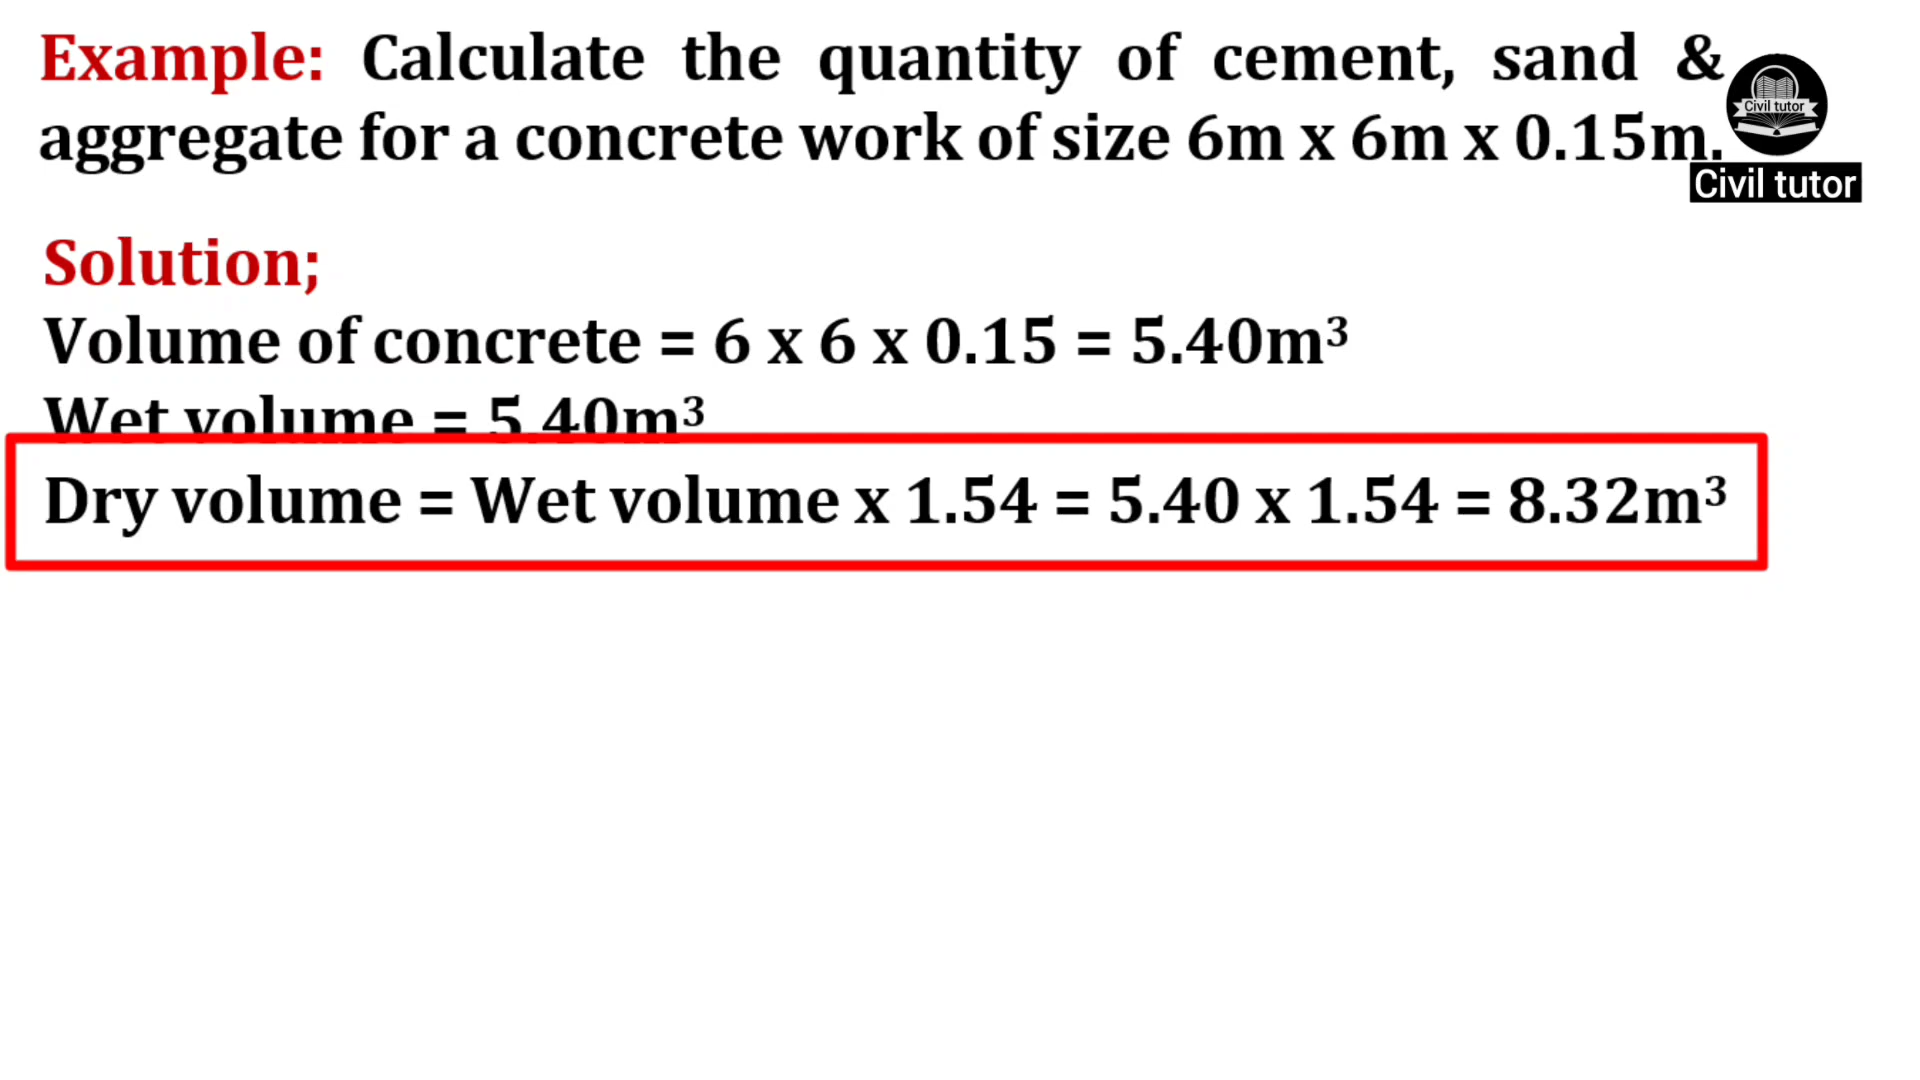 Example: Calculate the quantity of cement, sand &
aggregate for a concrete work of size 6m x 6m x 0.15m.
Civil tutor
Civil tutor
Solution;
Volume of concrete = 6 x 6 x 0.15 = 5.40m³
Wet volume = 5.40m³
Dry volume = Wet volume x 1.54 = 5.40 x 1.54 = 8.32m³